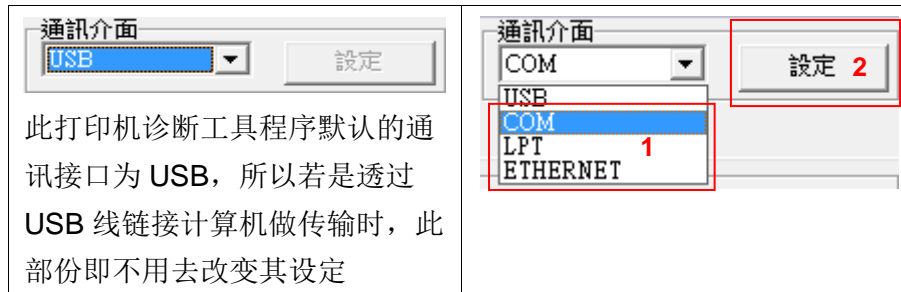 通訊介面
USB
設定
此打印机诊断工具程序默认的通
讯接口为 USB，所以若是透过
USB 线链接计算机做传输时，此
部份即不用去改变其设定
通訊介面
COM
設定 2
USB
COM
LPT 1
ETHERNET